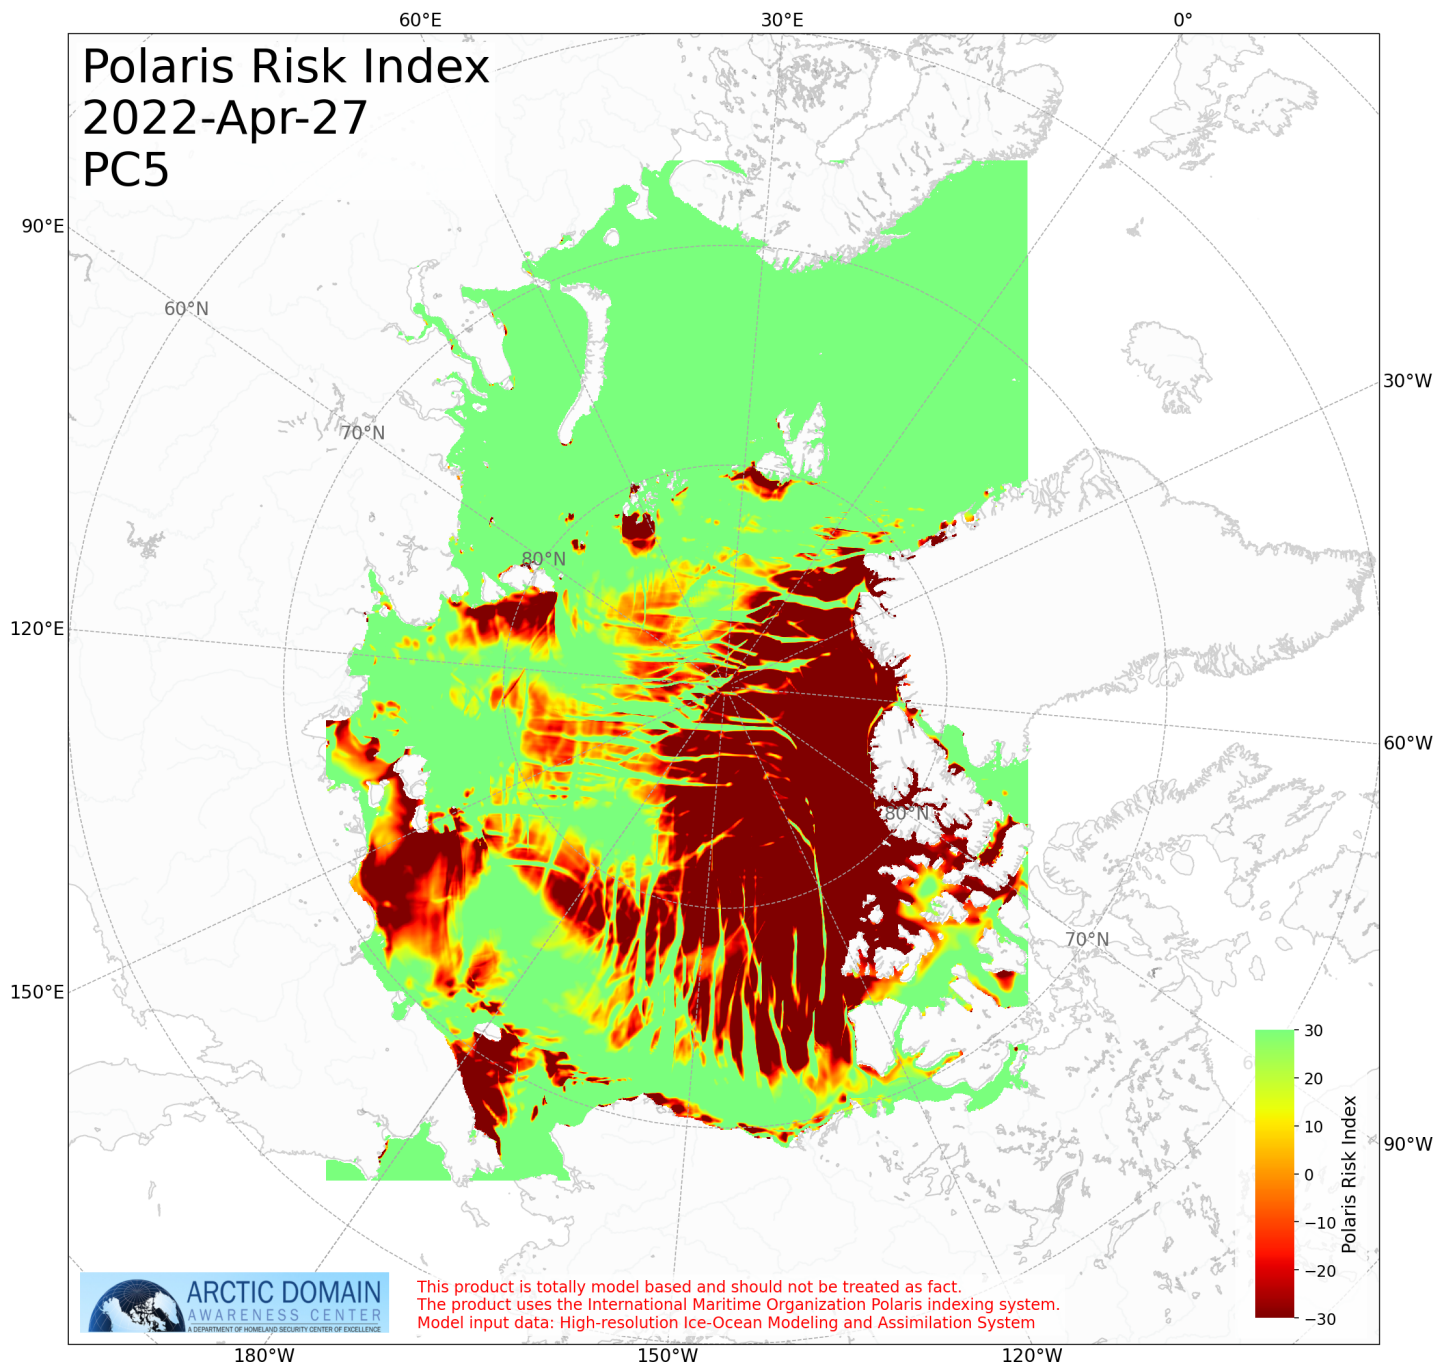 60°E 30°E 0°
Polaris Risk Index
2022-Apr-27
PC5
90°E
60°N
30°W
70°N
80°N
120°E
60°W
80°N
70°N
150°E
30
20
10
0
−10
−20
−30
Polaris Risk Index
90°W
ARCTIC DOMAIN
AWARENESS CENTER
A DEPARTMENT OF HOMELAND SECURITY CENTER OF EXCELLENCE
This product is totally model based and should not be treated as fact.
The product uses the International Maritime Organization Polaris indexing system.
Model input data: High-resolution Ice-Ocean Modeling and Assimilation System
180°W 150°W 120°W